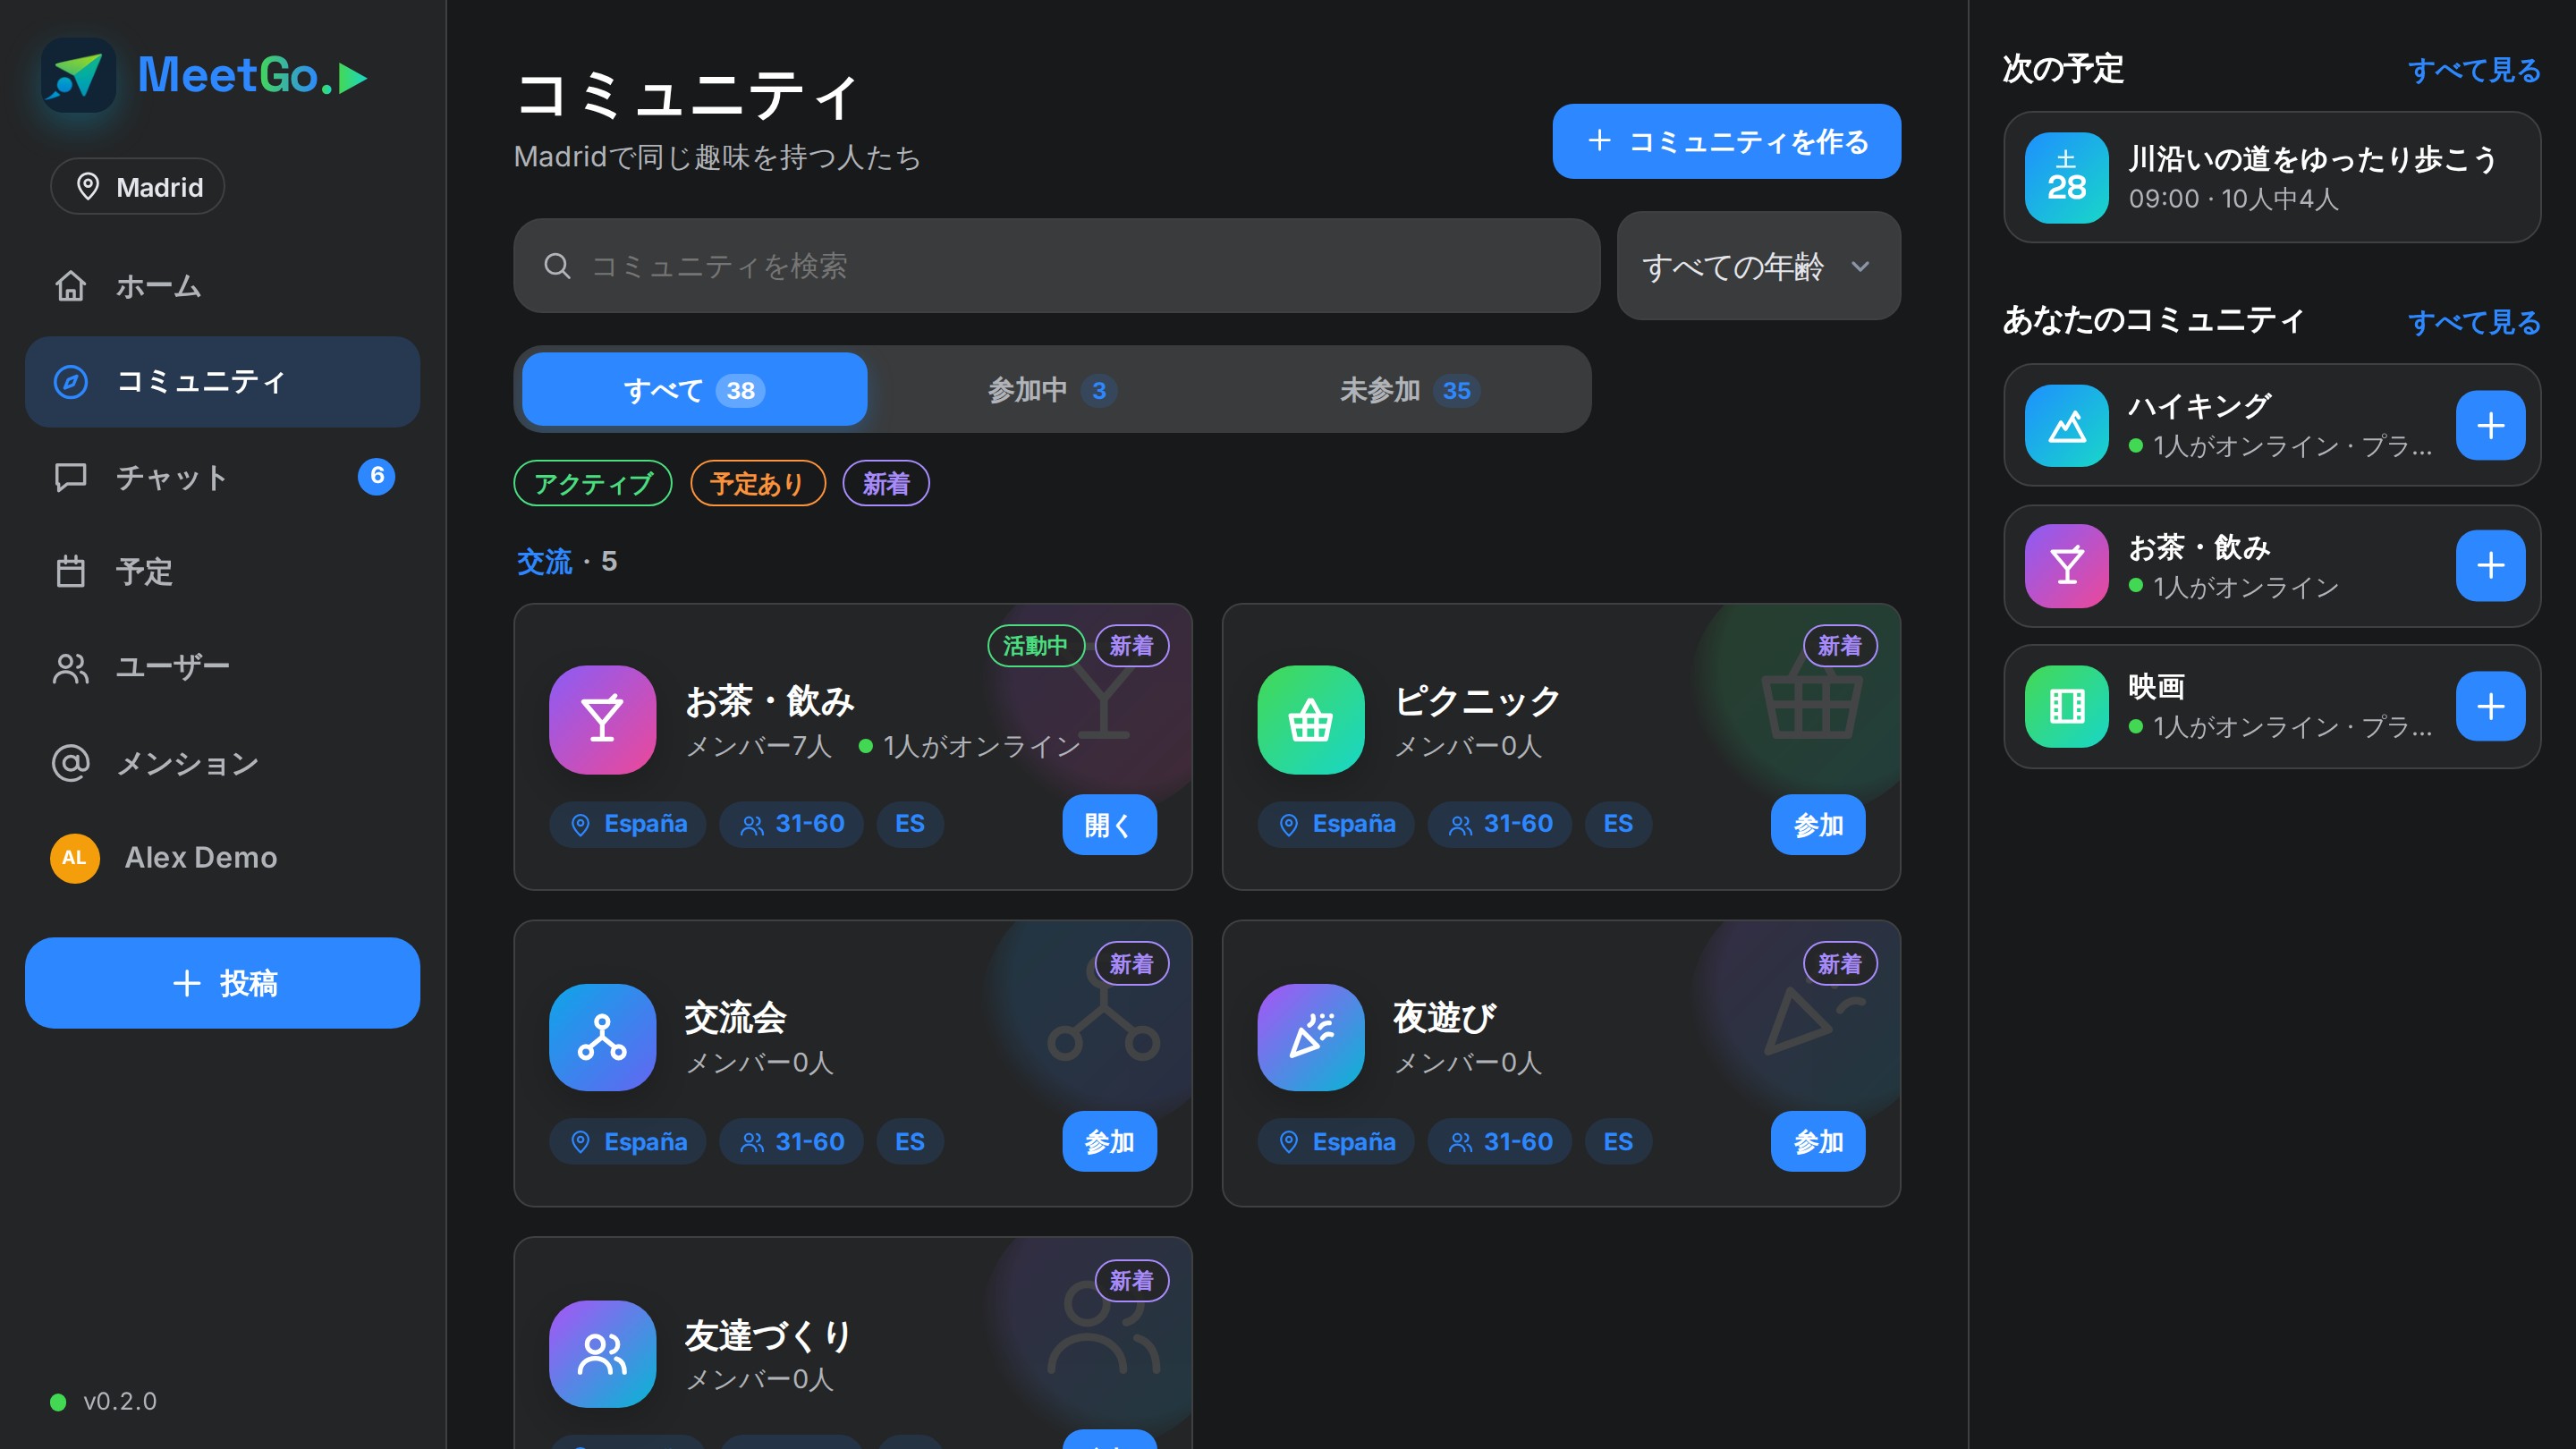 MeetGo.
Madrid
ホーム
コミュニティ
チャット 6
予定
ユーザー
メンション
AL Alex Demo
投稿
v0.2.0
コミュニティ
Madridで同じ趣味を持つ人たち
コミュニティを作る
コミュニティを検索
すべての年齢
すべて 38
参加中 3
未参加 35
アクティブ 予定あり 新着
交流 · 5
活動中 新着
お茶・飲み
メンバー7人 1人がオンライン
España 31-60 ES 開く
新着
ピクニック
メンバー0人
España 31-60 ES 参加
新着
交流会
メンバー0人
España 31-60 ES 参加
新着
夜遊び
メンバー0人
España 31-60 ES 参加
新着
友達づくり
メンバー0人
次の予定 すべて見る
土
28
川沿いの道をゆったり歩こう
09:00 · 10人中4人
あなたのコミュニティ すべて見る
ハイキング
1人がオンライン · プラ...
お茶・飲み
1人がオンライン
映画
1人がオンライン · プラ...